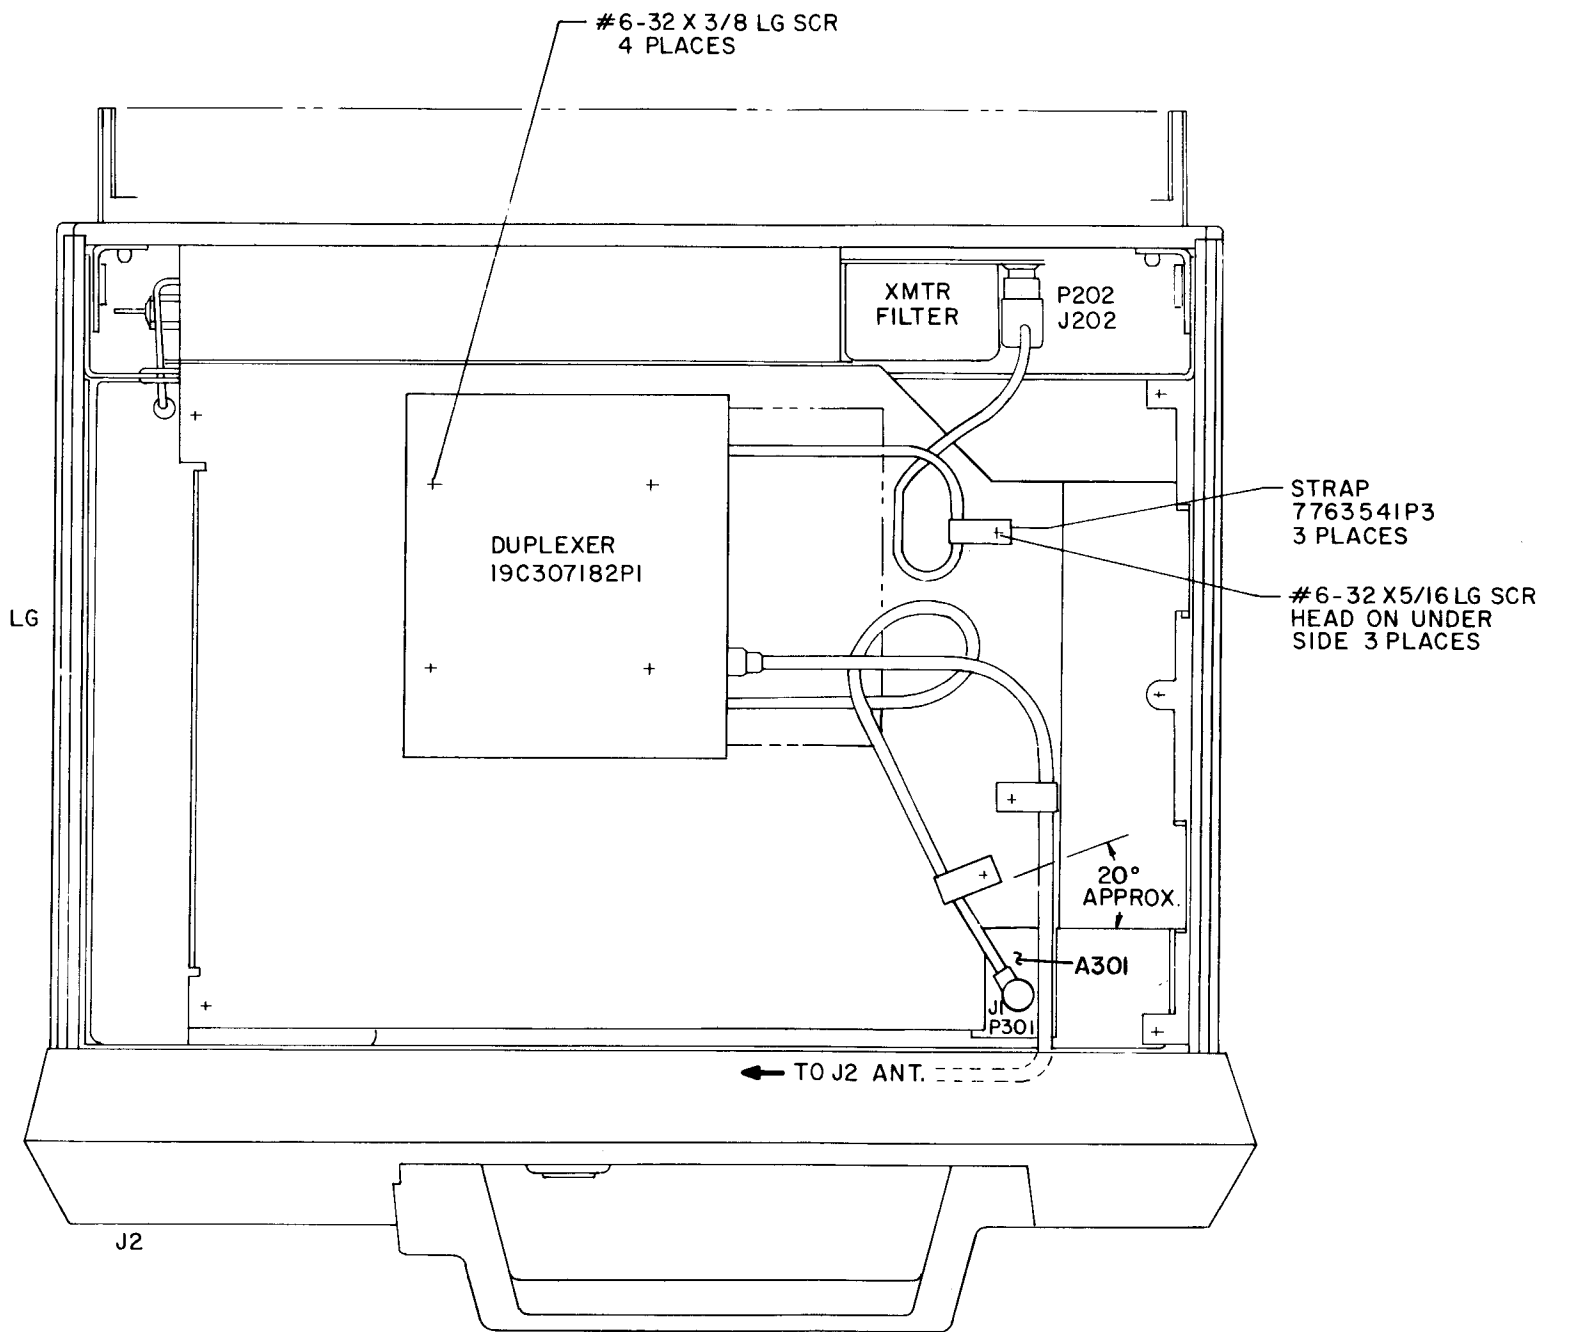 #6-32 X 3/8 LG SCR
4 PLACES
XMTR
FILTER
P202
J202
STRAP
7763541P3
3 PLACES
DUPLEXER
19C307182P1
#6-32 X 5/16 LG SCR
HEAD ON UNDER
SIDE 3 PLACES
LG
20°
APPROX.
A301
J1
P301
TO J2 ANT.
J2